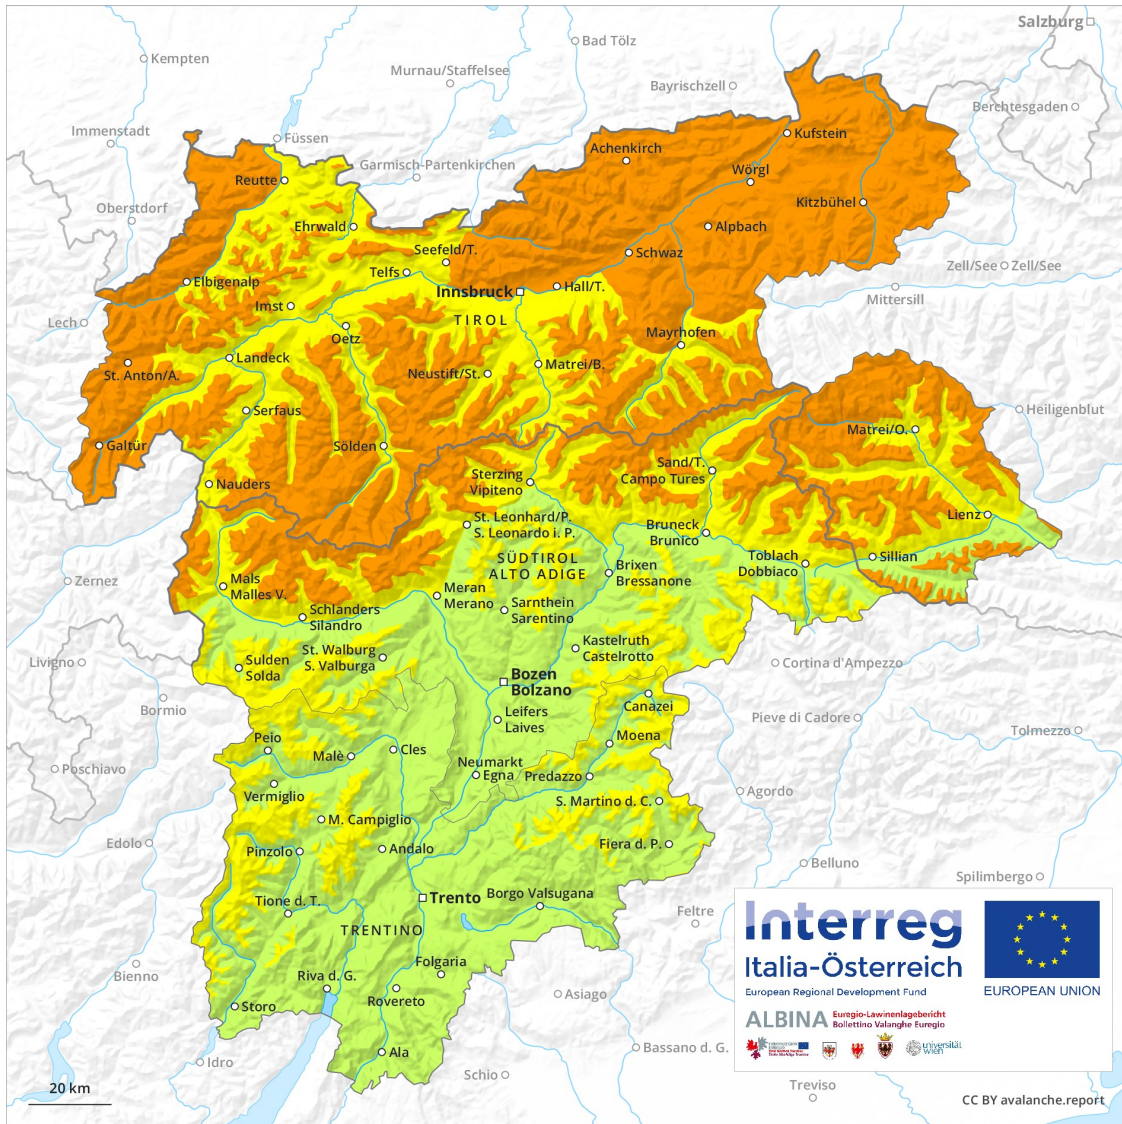 Salzburg
Bad Tölz
Kempten
Murnau/Staffelsee
Bayrischzell
Berchtesgaden
Immenstadt
Füssen
Kufstein
Garmisch-Partenkirchen
Achenkirch
Wörgl
Reutte
Oberstdorf
Kitzbühel
Ehrwald
Alpbach
Seefeld/T.
Schwaz
Telfs
Zell/See
Zell/See
Elbigenalp
Hall/T.
Innsbruck
Mittersill
Imst
Lech
TIROL
Oetz
Mayrhofen
Landeck
Matrei/B.
St. Anton/A.
Neustift/St.
Serfaus
Heiligenblut
Matrei/O.
Galtür
Sölden
Sand/T.
Campo Tures
Sterzing
Vipiteno
Nauders
St. Leonhard/P.
S. Leonardo i. P.
Lienz
Bruneck
Brunico
SÜDTIROL
ALTO ADIGE
Toblach
Dobbiaco
Sillian
Brixen
Bressanone
Zernez
Mals
Malles V.
Meran
Merano
Sarnthein
Sarentino
Schlanders
Silandro
Kastelruth
Castelrotto
St. Walburg
S. Valburga
Livigno
Sulden
Solda
Cortina d'Ampezzo
Bozen
Bolzano
Bormio
Canazei
Leifers
Laives
Pieve di Cadore
Tolmezzo
Peio
Moena
Malè
Cles
Poschiavo
Neumarkt
Egna
Predazzo
Vermiglio
Agordo
S. Martino d. C.
M. Campiglio
Edolo
Pinzolo
Andalo
Fiera d. P.
Belluno
Spilimbergo
Tione d. T.
Trento
Borgo Valsugana
Feltre
TRENTINO
Folgaria
Bienno
Riva d. G.
Asiago
Storo
Rovereto
Idro
Ala
Bassano d. G.
Schio
Treviso
20 km
Interreg
Italia-Österreich
European Regional Development Fund
EUROPEAN UNION
ALBINA
Euregio-Lawinenlagebericht
Bollettino Valanghe Euregio
universität
wien
CC BY avalanche.report